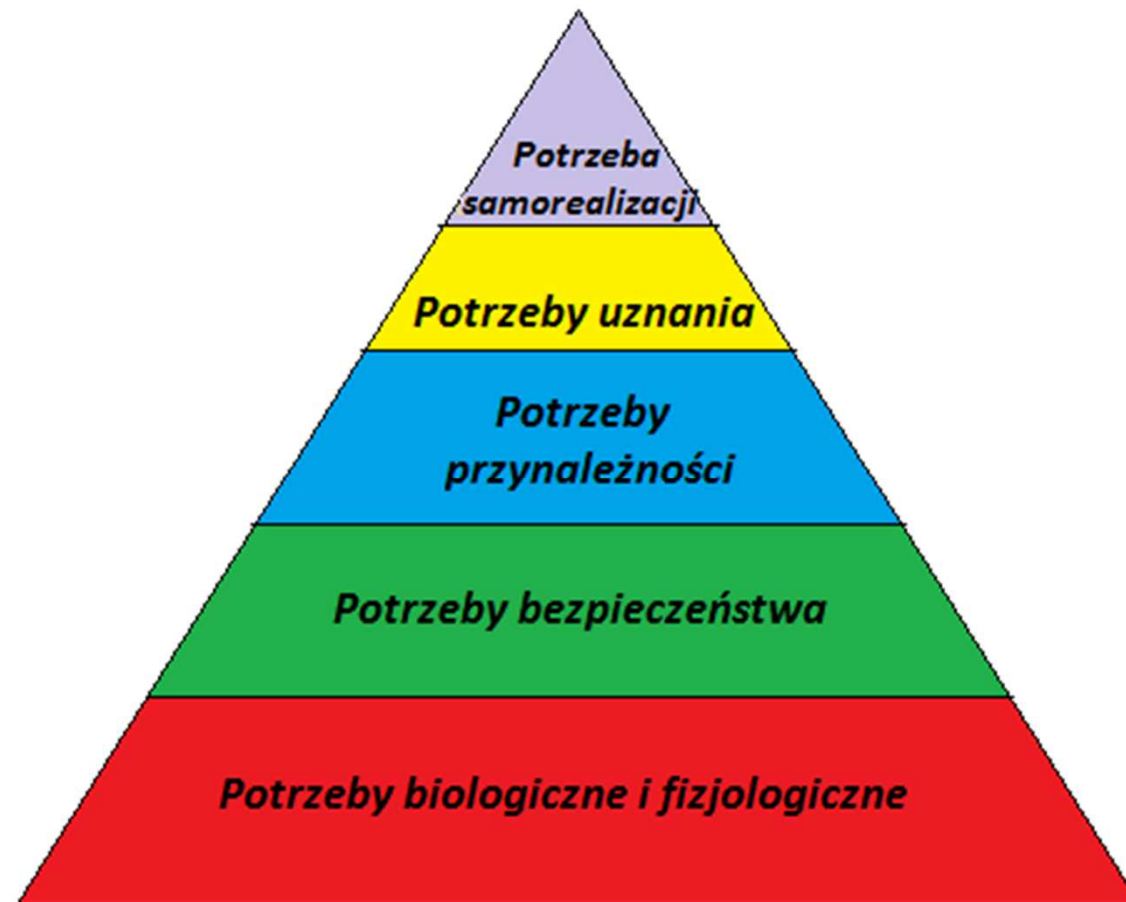 Potrzeba
samorealizacji
Potrzeby uznania
Potrzeby
przynależności
Potrzeby bezpieczeństwa
Potrzeby biologiczne i fizjologiczne